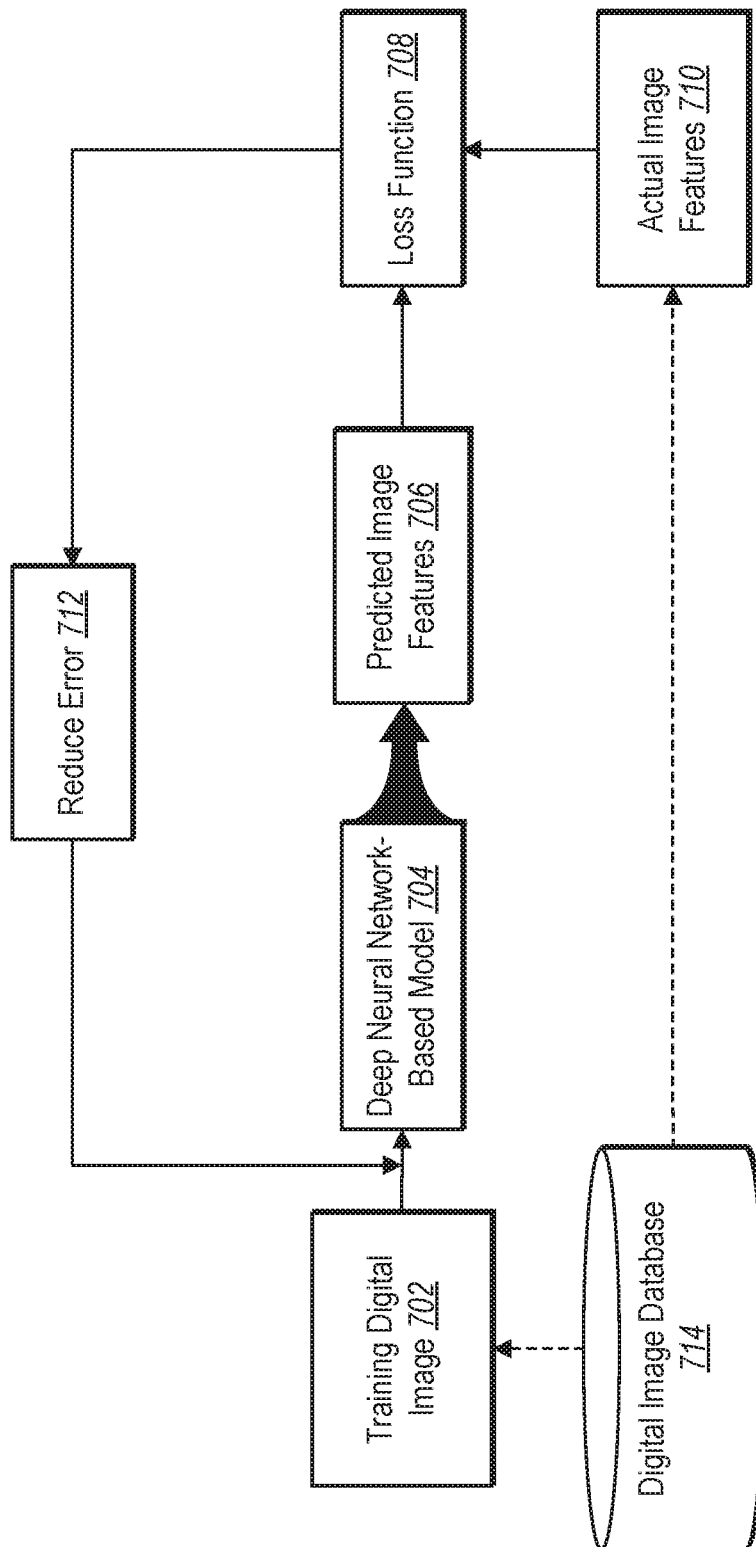 Reduce Error 712
Training Digital
Image 702
Deep Neural Network-
Based Model 704
Predicted Image
Features 706
Loss Function 708
Digital Image Database
714
Actual Image
Features 710